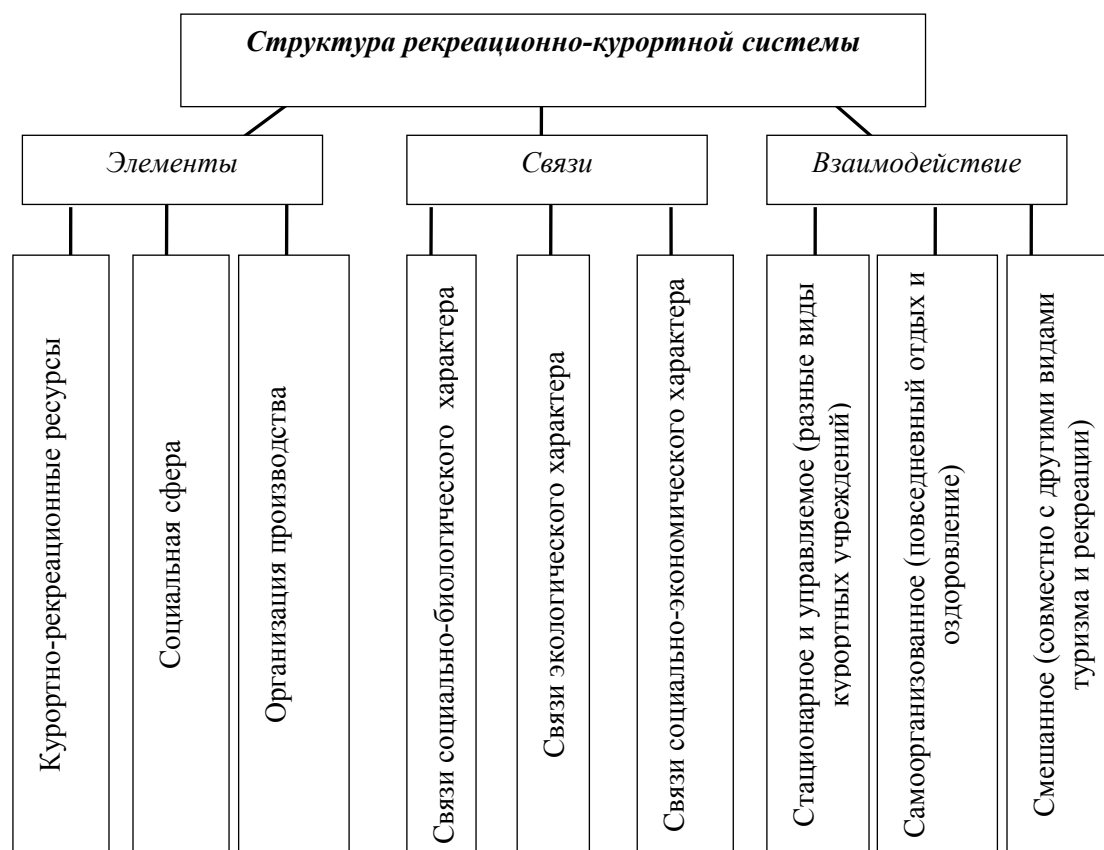 Структура рекреационно-курортной системы
Элементы
Связи
Взаимодействие
Курортно-рекреационные ресурсы
Социальная сфера
Организация производства
Связи социально-биологического характера
Связи экологического характера
Связи социально-экономического характера
Стационарное и управляемое (разные виды
курортных учреждений)
Самоорганизованное (повседневный отдых и
оздоровление)
Смешанное (совместно с другими видами
туризма и рекреации)